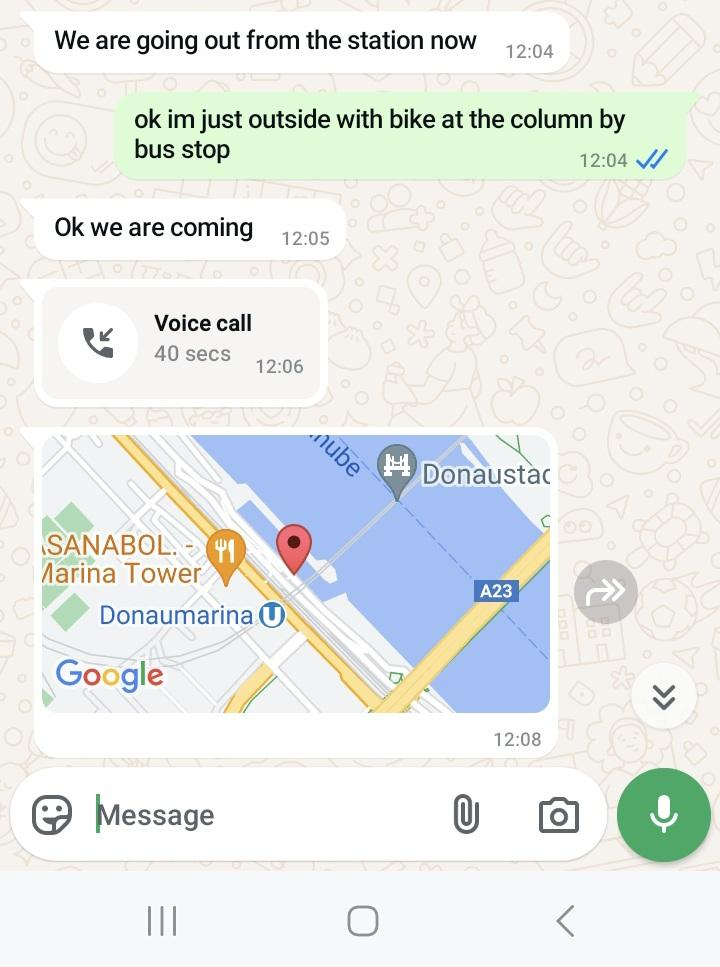 We are going out from the station now
12:04
ok im just outside with bike at the column by
bus stop
12:04
Ok we are coming
12:05
Voice call
40 secs
12:06
nube
Donaustad
ASANABOL. -
Marina Tower
A23
Donaumarina U
Google
12:08
Message